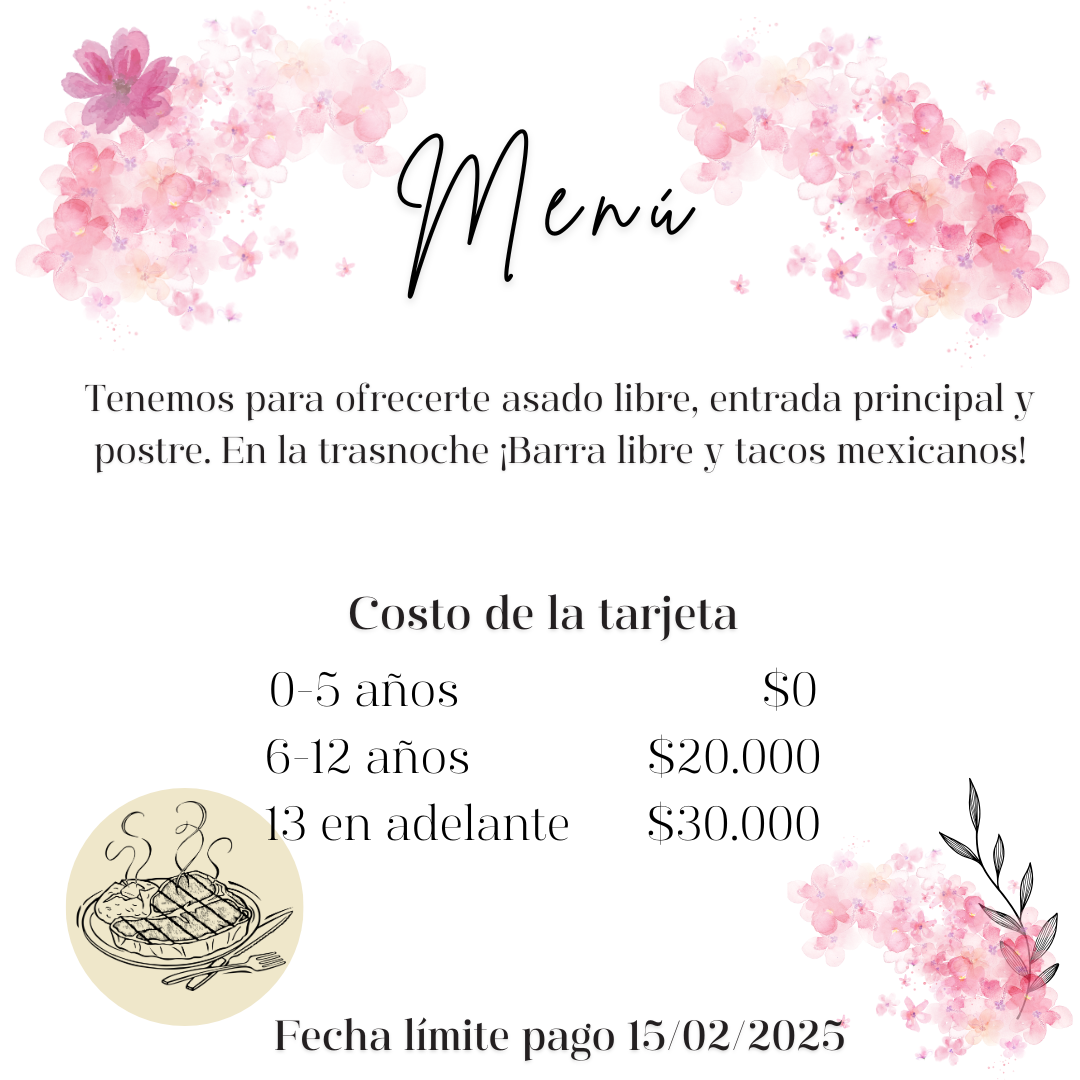 Menú
Tenemos para ofrecerte asado libre, entrada principal y
postre. En la trasnoche ¡Barra libre y tacos mexicanos!
Costo de la tarjeta
0-5 años $0
6-12 años $20.000
13 en adelante $30.000
Fecha límite pago 15/02/2025